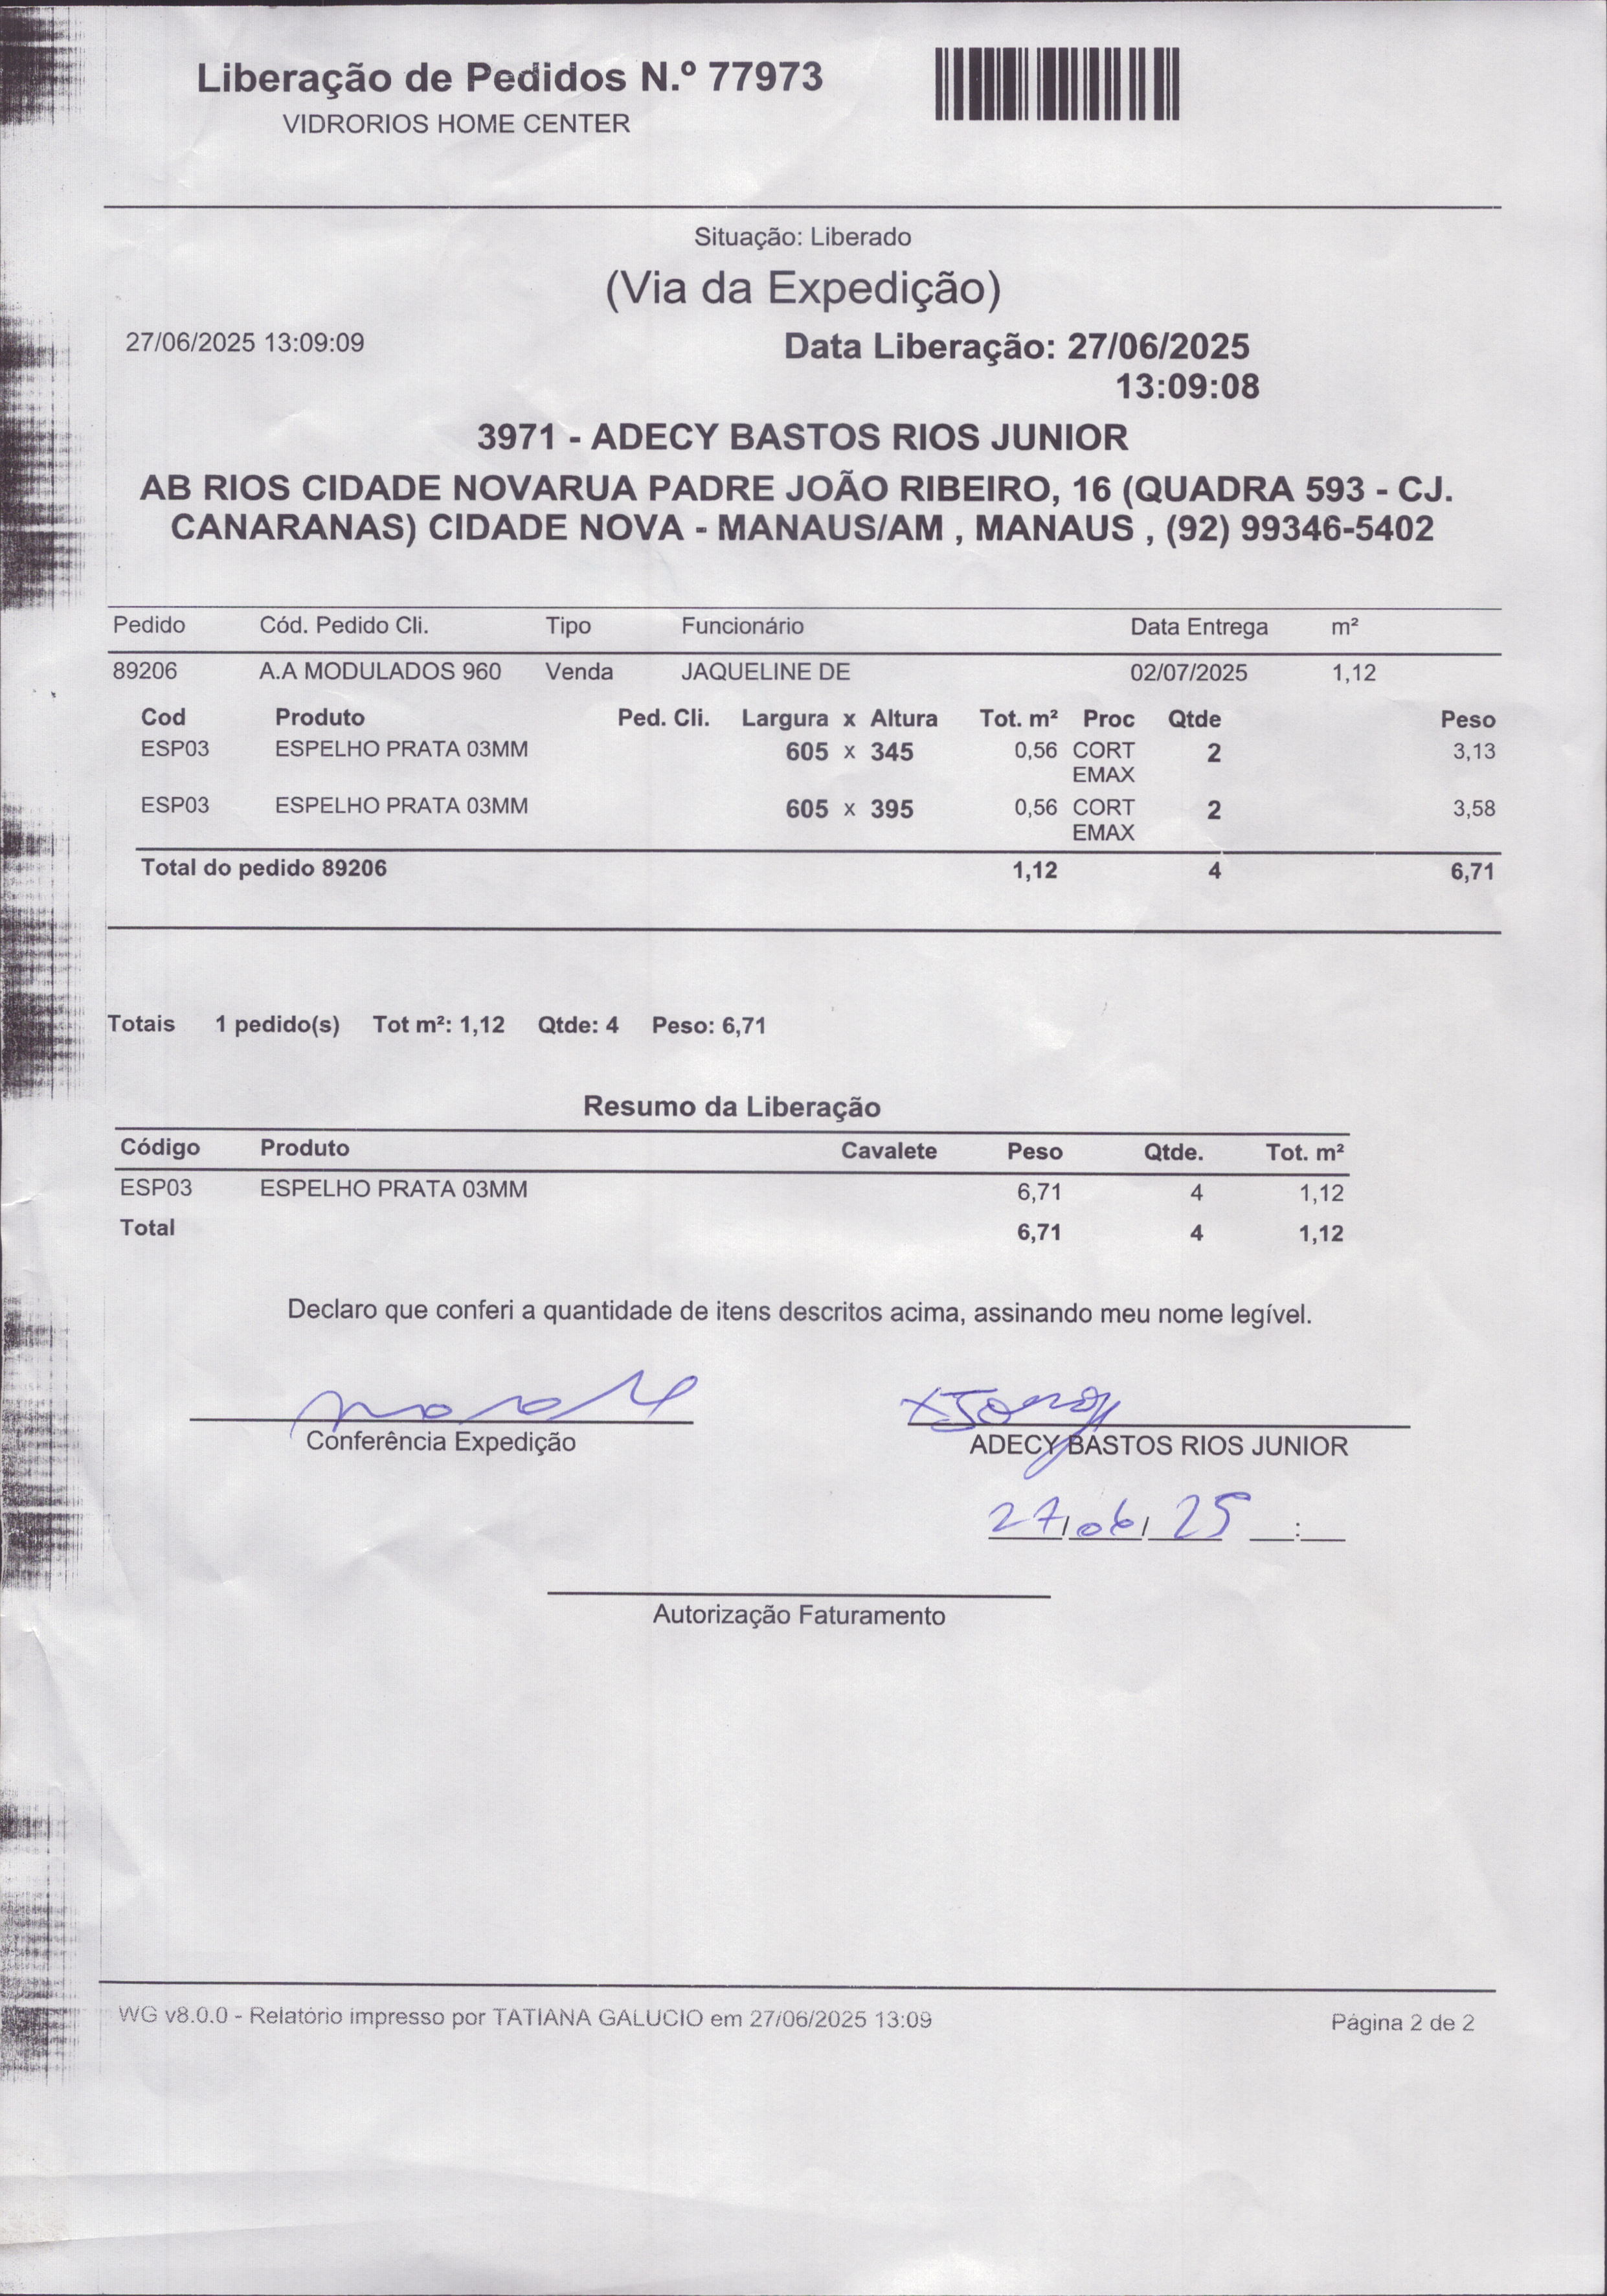 Liberação de Pedidos N.º 77973
VIDRORIOS HOME CENTER
Situação: Liberado
(Via da Expedição)
27/06/2025 13:09:09
Data Liberação: 27/06/2025
13:09:08
3971 - ADECY BASTOS RIOS JUNIOR
AB RIOS CIDADE NOVARUA PADRE JOÃO RIBEIRO, 16 (QUADRA 593 - CJ.
CANARANAS) CIDADE NOVA - MANAUS/AM , MANAUS , (92) 99346-5402
Pedido Cód. Pedido Cli. Tipo Funcionário Data Entrega m²
89206 A.A MODULADOS 960 Venda JAQUELINE DE 02/07/2025 1,12
Cod Produto Ped. Cli. Largura x Altura Tot. m² Proc Qtde Peso
ESP03 ESPELHO PRATA 03MM 605 x 345 0,56 CORT 2 3,13
EMAX
ESP03 ESPELHO PRATA 03MM 605 x 395 0,56 CORT 2 3,58
EMAX
Total do pedido 89206 1,12 4 6,71
Totais 1 pedido(s) Tot m²: 1,12 Qtde: 4 Peso: 6,71
Resumo da Liberação
Código Produto Cavalete Peso Qtde. Tot. m²
ESP03 ESPELHO PRATA 03MM 6,71 4 1,12
Total 6,71 4 1,12
Declaro que conferi a quantidade de itens descritos acima, assinando meu nome legível.
Conferência Expedição
ADECY BASTOS RIOS JUNIOR
27/06/25 __:__
Autorização Faturamento
WG v8.0.0 - Relatório impresso por TATIANA GALUCIO em 27/06/2025 13:09
Página 2 de 2